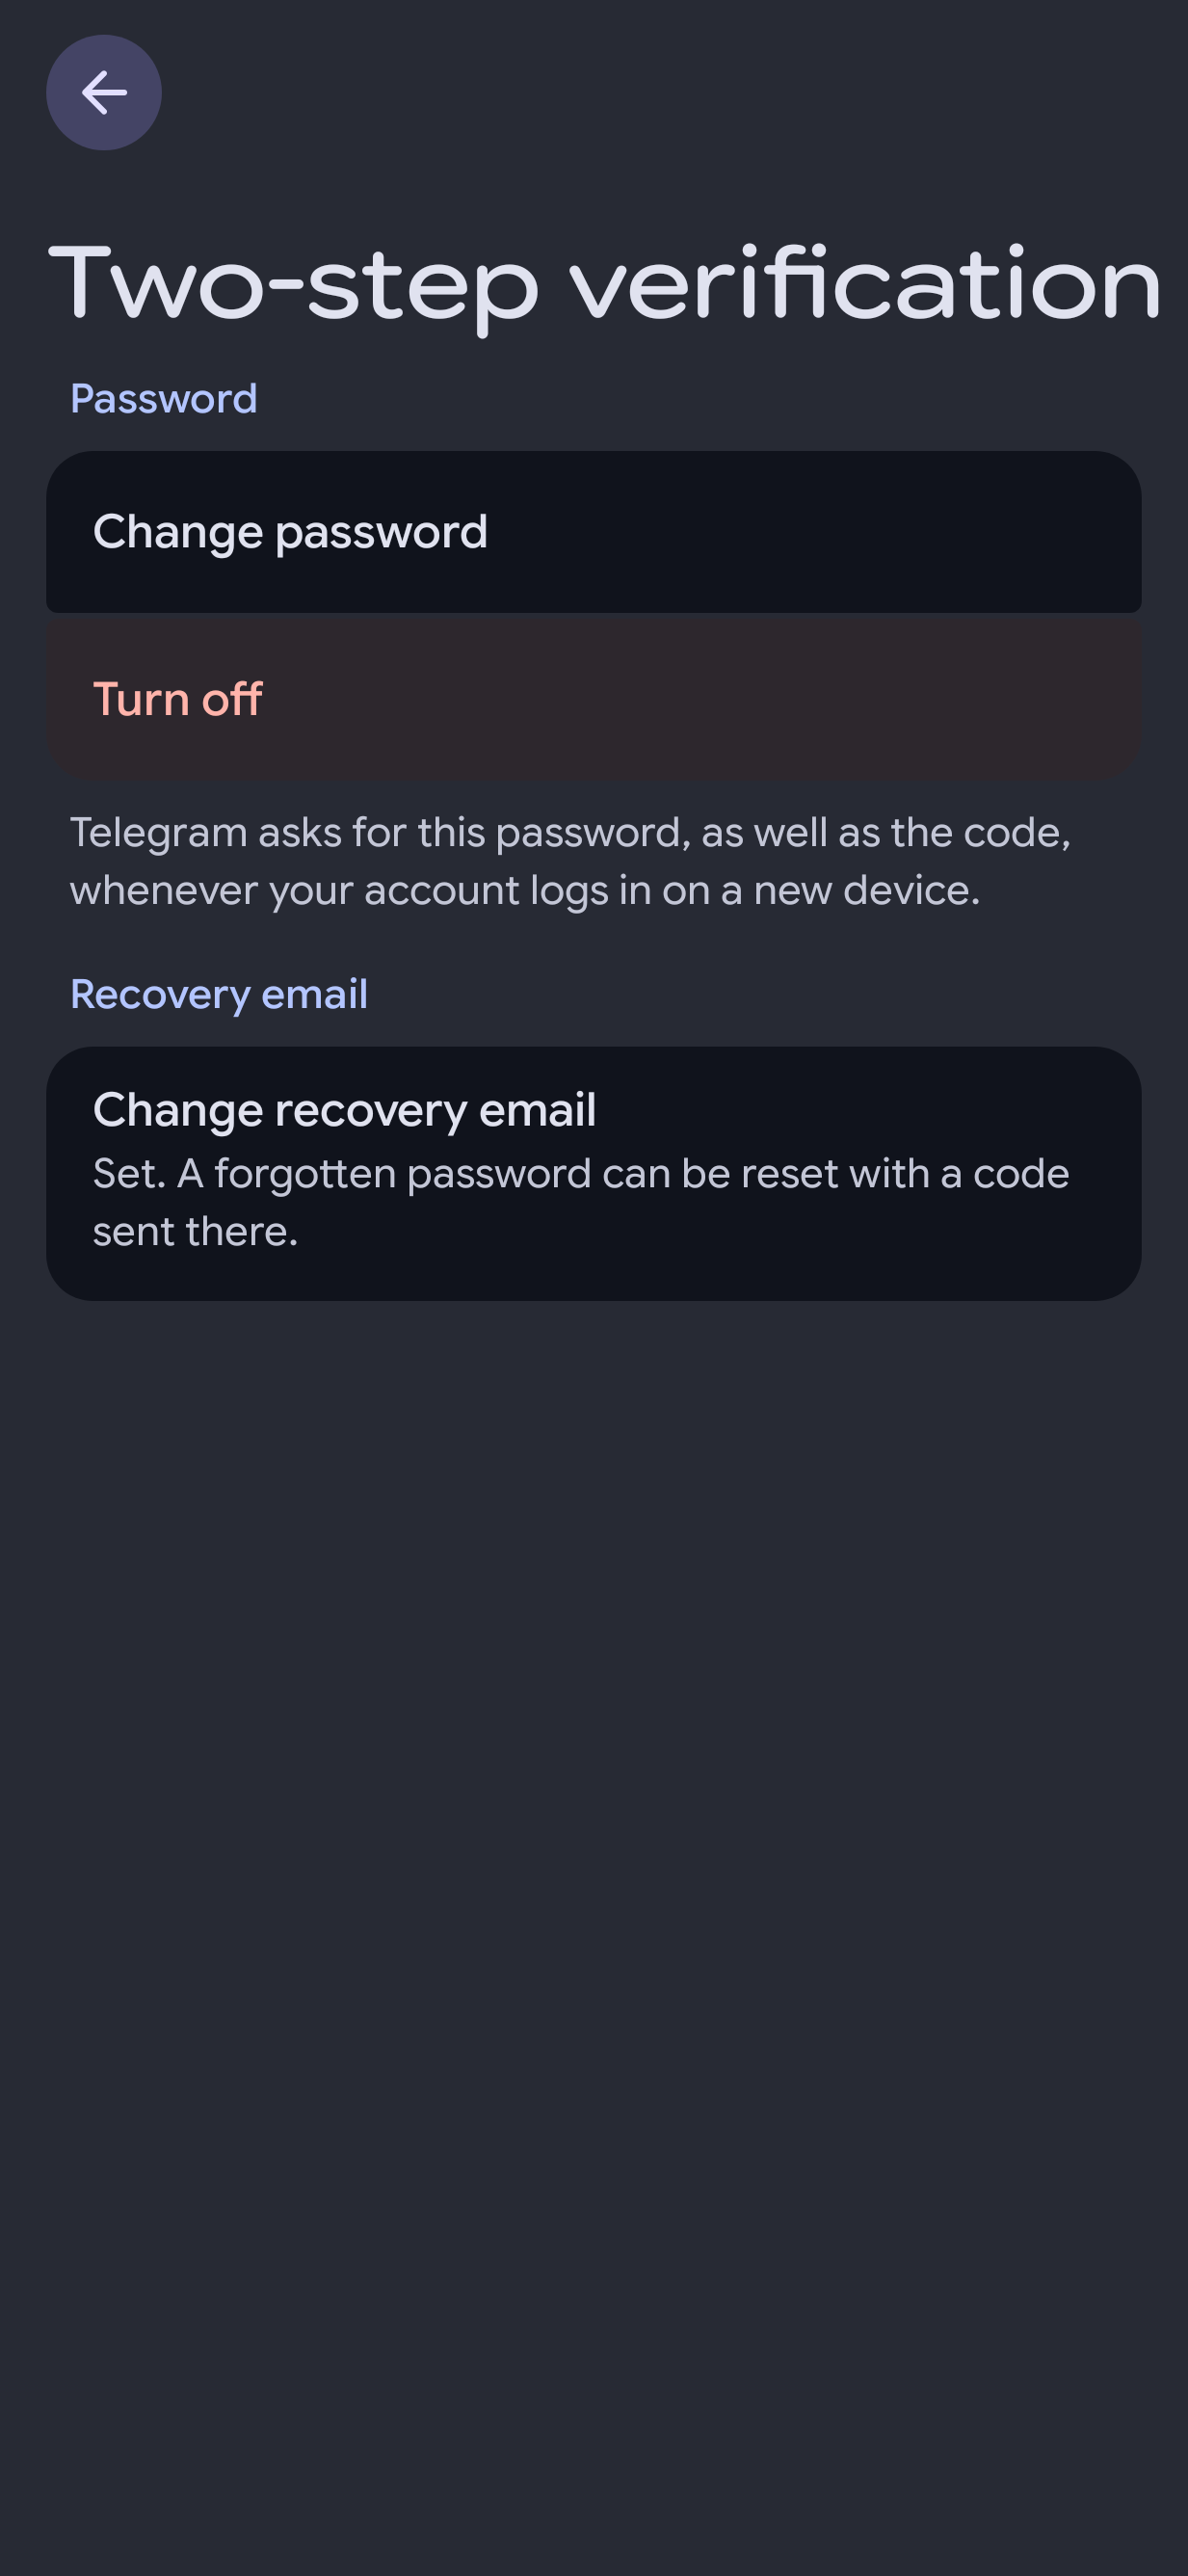 Two-step verification
Password
Change password
Turn off
Telegram asks for this password, as well as the code,
whenever your account logs in on a new device.
Recovery email
Change recovery email
Set. A forgotten password can be reset with a code
sent there.